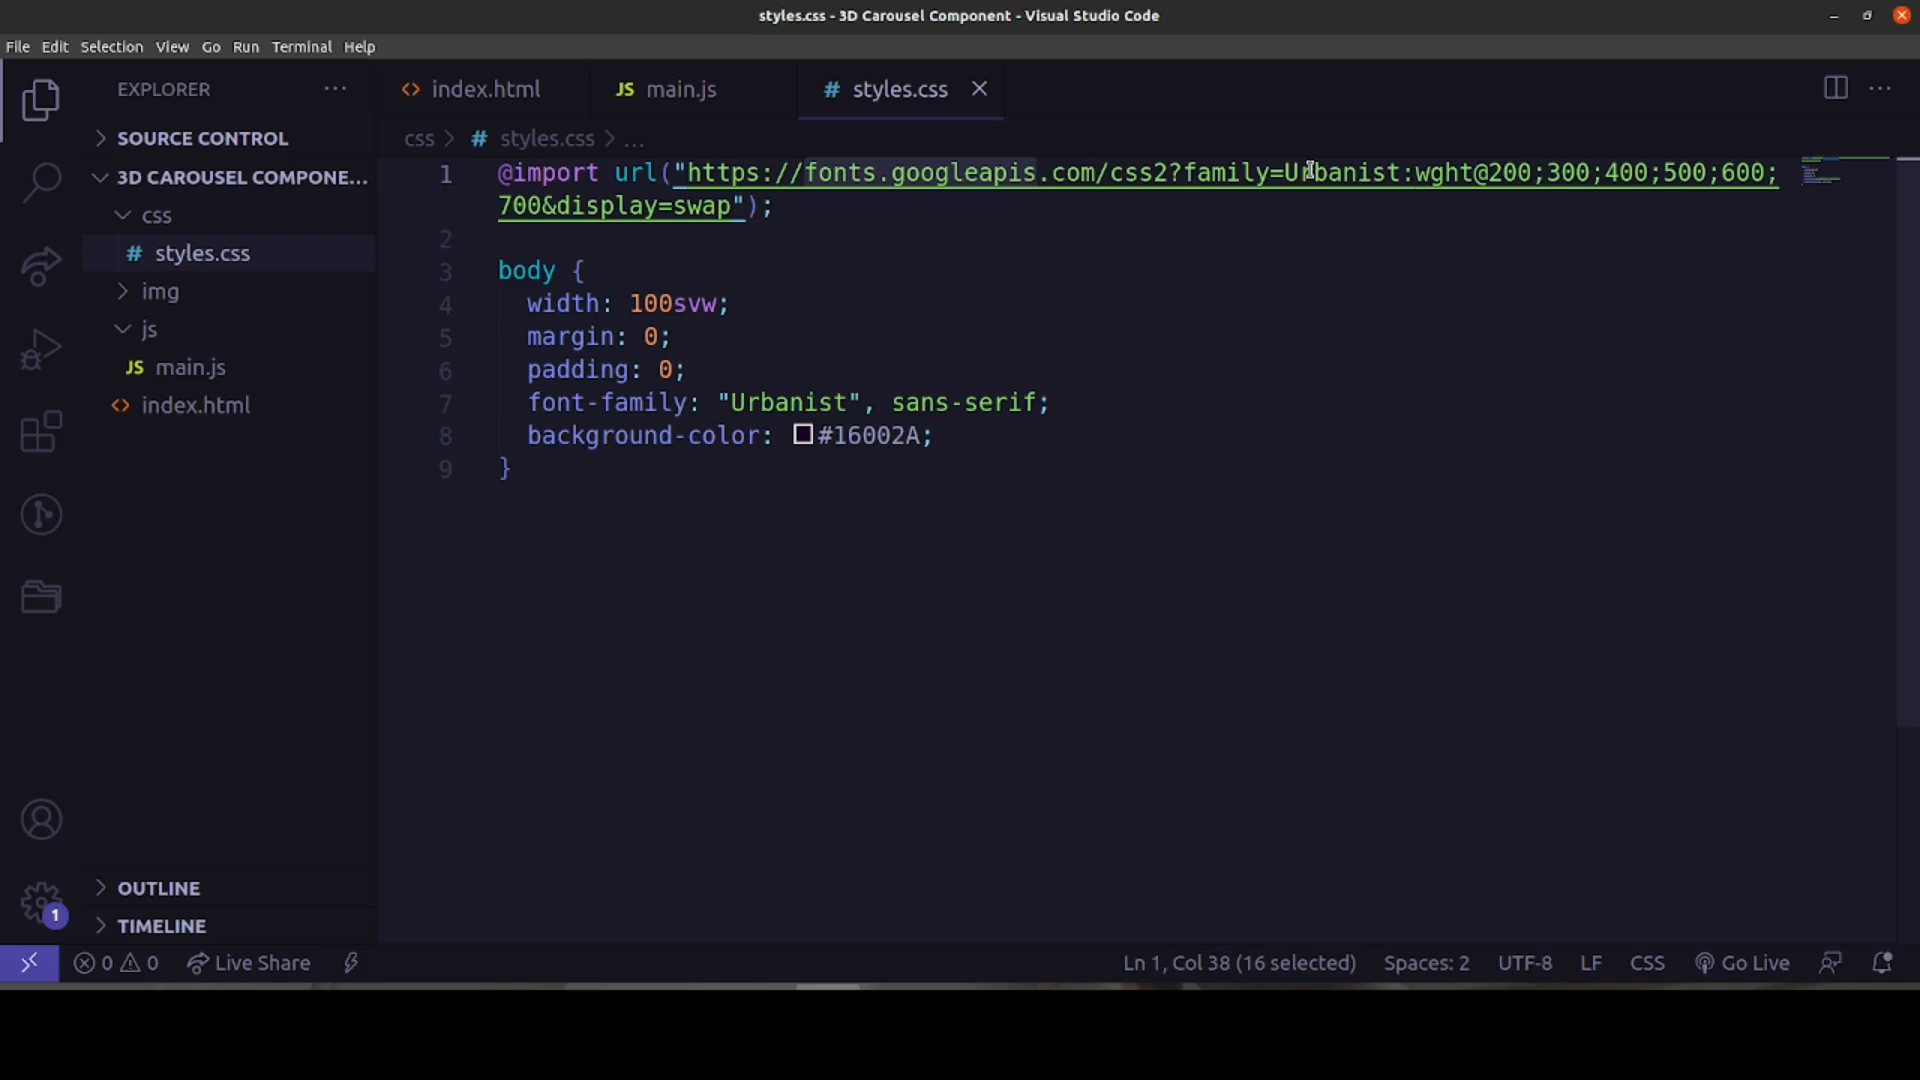 styles.css - 3D Carousel Component - Visual Studio Code
File Edit Selection View Go Run Terminal Help
EXPLORER ···
index.html
JS main.js
# styles.css
···
SOURCE CONTROL
css > # styles.css > ...
3D CAROUSEL COMPONE...
css
# styles.css
img
js
JS main.js
index.html
1 @import url("https://fonts.googleapis.com/css2?family=Urbanist:wght@200;300;400;500;600;
700&display=swap");
2
3 body {
4 width: 100svw;
5 margin: 0;
6 padding: 0;
7 font-family: "Urbanist", sans-serif;
8 background-color: #16002A;
9 }
OUTLINE
1
TIMELINE
0 0 Live Share Ln 1, Col 38 (16 selected) Spaces: 2 UTF-8 LF CSS Go Live